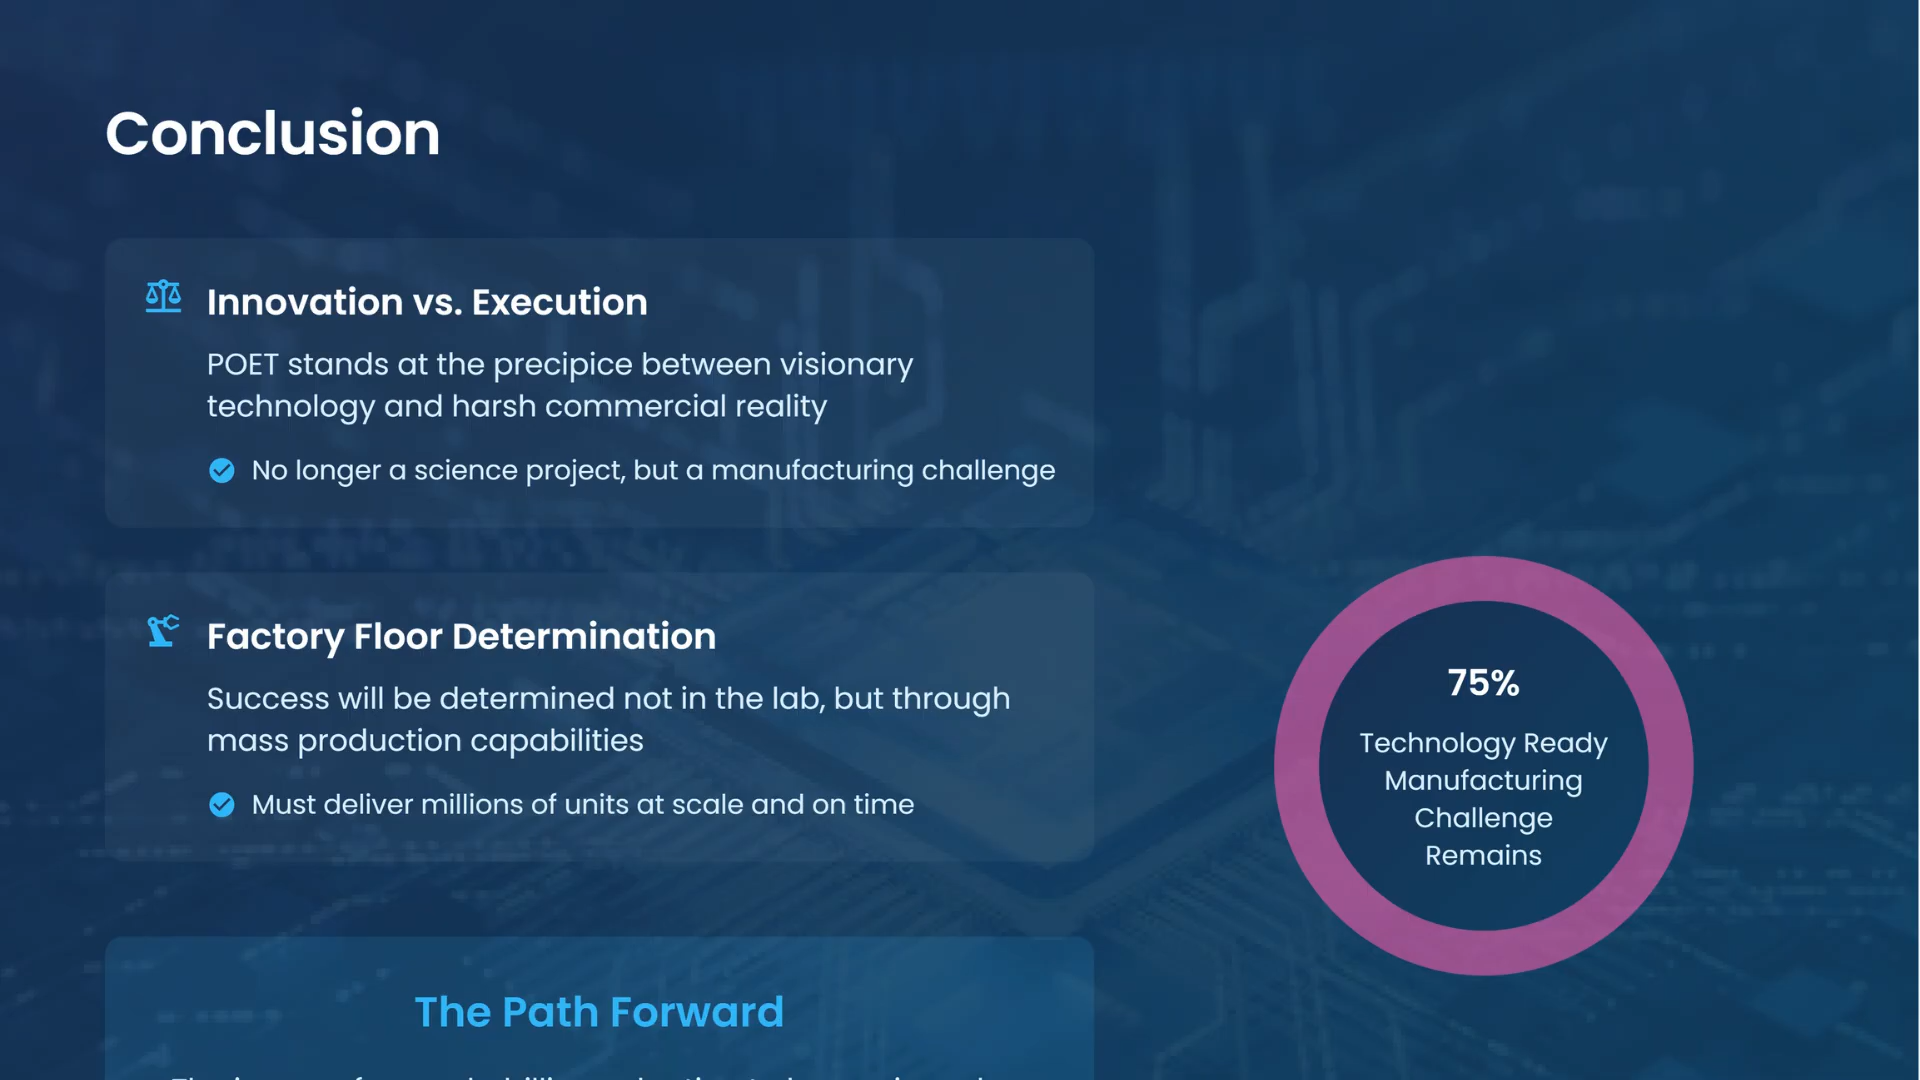 Conclusion
Innovation vs. Execution
POET stands at the precipice between visionary
technology and harsh commercial reality
No longer a science project, but a manufacturing challenge
Factory Floor Determination
Success will be determined not in the lab, but through
mass production capabilities
Must deliver millions of units at scale and on time
The Path Forward
75%
Technology Ready
Manufacturing
Challenge
Remains